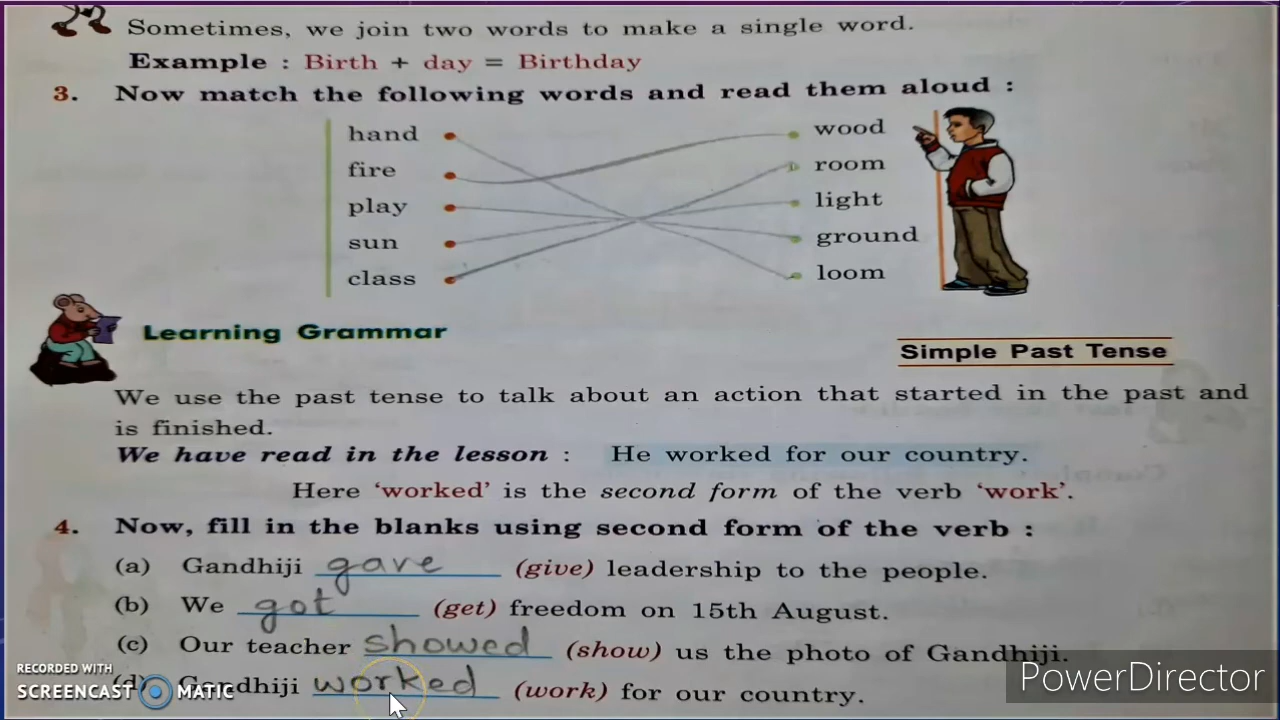 Sometimes, we join two words to make a single word.
Example : Birth + day = Birthday
3. Now match the following words and read them aloud :
hand wood
fire room
play light
sun ground
class loom
Learning Grammar
Simple Past Tense
We use the past tense to talk about an action that started in the past and
is finished.
We have read in the lesson : He worked for our country.
Here ‘worked’ is the second form of the verb ‘work’.
4. Now, fill in the blanks using second form of the verb :
(a) Gandhiji gave (give) leadership to the people.
(b) We got (get) freedom on 15th August.
(c) Our teacher showed (show) us the photo of Gandhiji.
(d) Gandhiji worked (work) for our country.
RECORDED WITH
SCREENCAST MATIC
PowerDirector